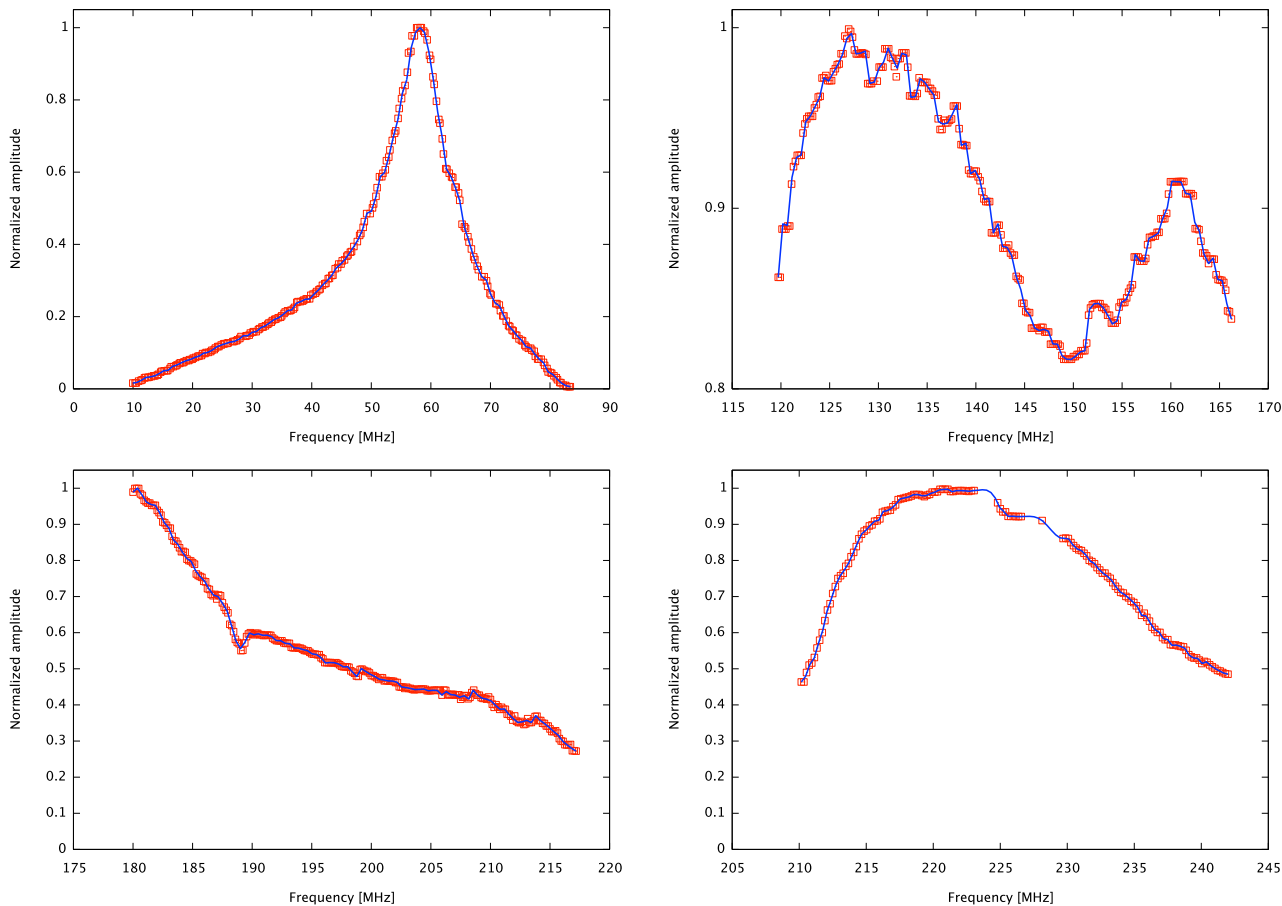 Normalized amplitude
1
0.8
0.6
0.4
0.2
0
0 10 20 30 40 50 60 70 80 90
Frequency [MHz]
Normalized amplitude
1
0.9
0.8
115 120 125 130 135 140 145 150 155 160 165 170
Frequency [MHz]
Normalized amplitude
1
0.9
0.8
0.7
0.6
0.5
0.4
0.3
0.2
0.1
0
175 180 185 190 195 200 205 210 215 220
Frequency [MHz]
Normalized amplitude
1
0.9
0.8
0.7
0.6
0.5
0.4
0.3
0.2
0.1
0
205 210 215 220 225 230 235 240 245
Frequency [MHz]